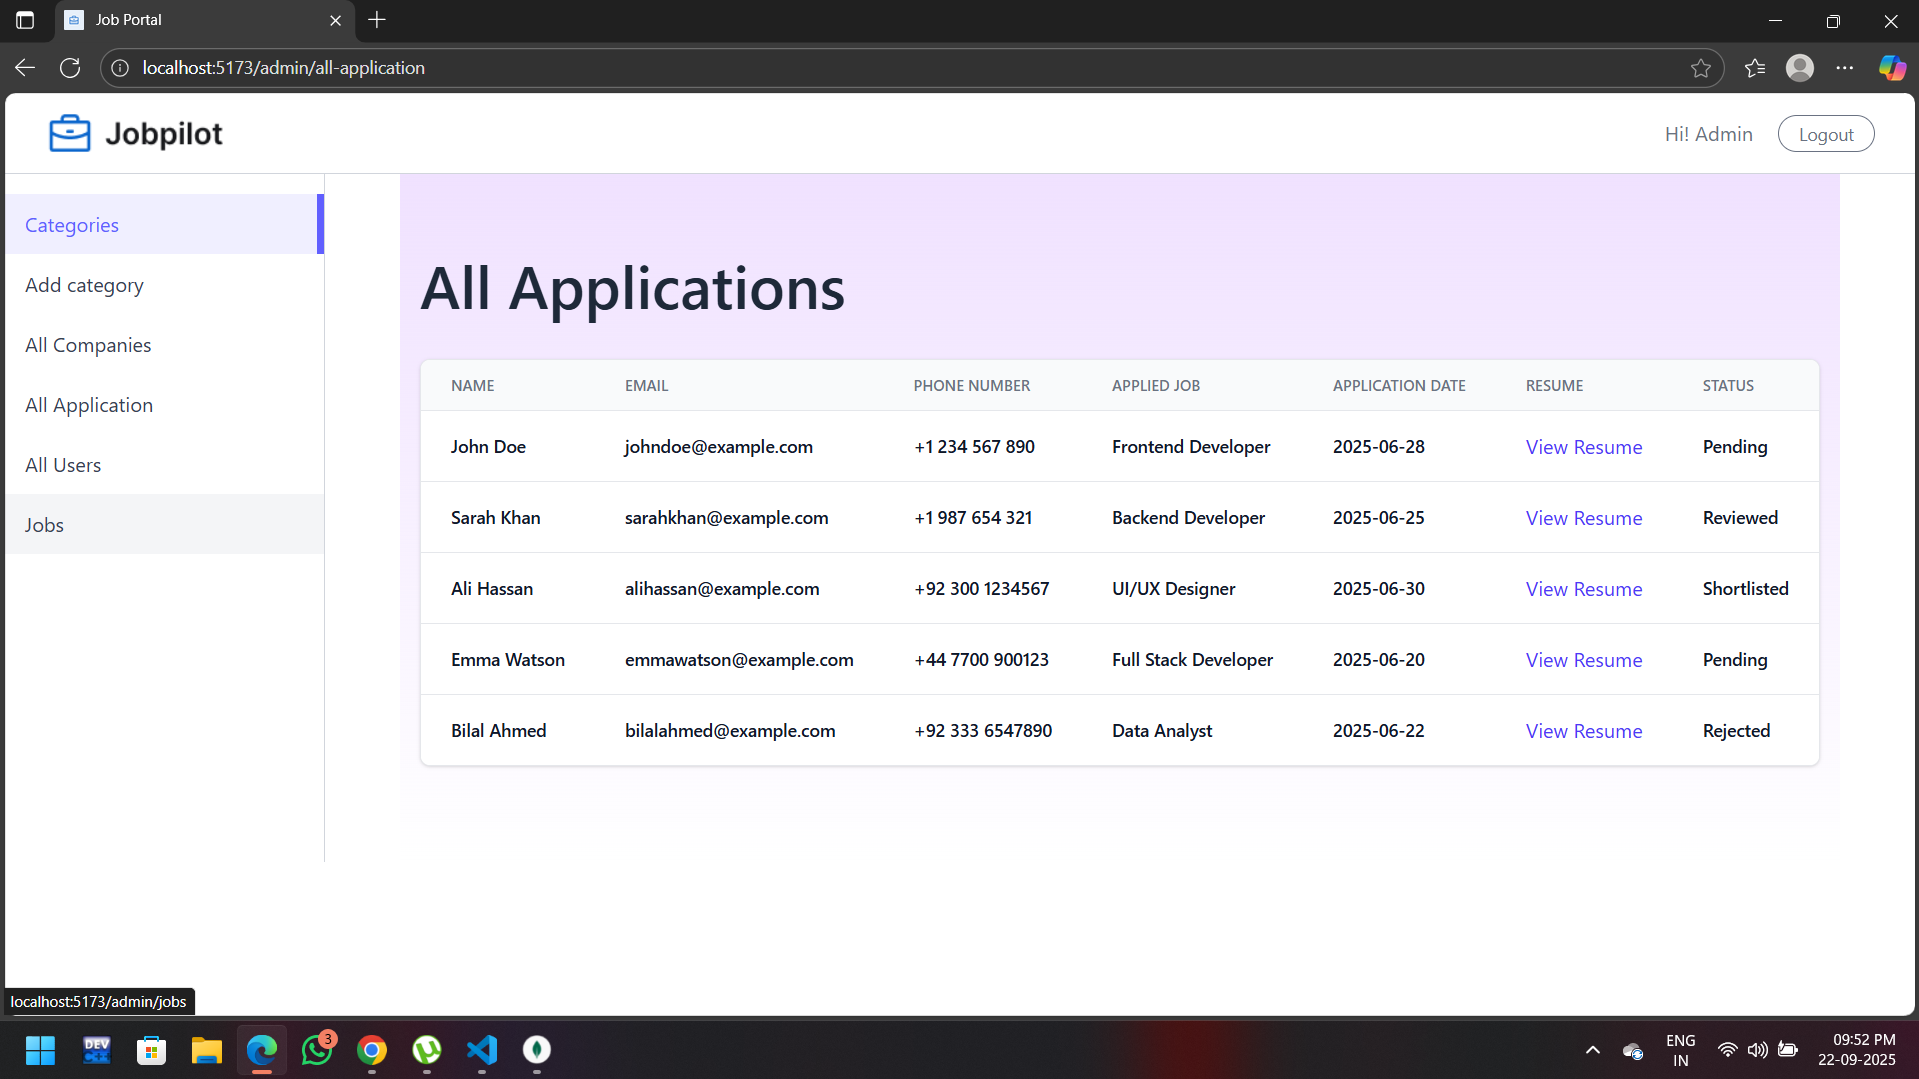 Job Portal
localhost:5173/admin/all-application
Jobpilot
Hi! Admin
Logout
Categories
Add category
All Companies
All Application
All Users
Jobs
All Applications
NAME EMAIL PHONE NUMBER APPLIED JOB APPLICATION DATE RESUME STATUS
John Doe johndoe@example.com +1 234 567 890 Frontend Developer 2025-06-28 View Resume Pending
Sarah Khan sarahkhan@example.com +1 987 654 321 Backend Developer 2025-06-25 View Resume Reviewed
Ali Hassan alihassan@example.com +92 300 1234567 UI/UX Designer 2025-06-30 View Resume Shortlisted
Emma Watson emmawatson@example.com +44 7700 900123 Full Stack Developer 2025-06-20 View Resume Pending
Bilal Ahmed bilalahmed@example.com +92 333 6547890 Data Analyst 2025-06-22 View Resume Rejected
localhost:5173/admin/jobs
DEV
C++
3
ENG
IN
09:52 PM
22-09-2025